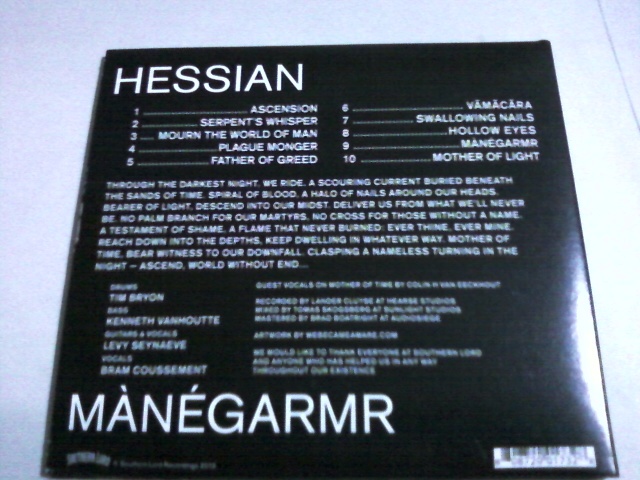 HESSIAN
1 ASCENSION
2 SERPENT'S WHISPER
3 MOURN THE WORLD OF MAN
4 PLAGUE MONGER
5 FATHER OF GREED
6 VĀMĀCĀRA
7 SWALLOWING NAILS
8 HOLLOW EYES
9 MÀNÉGARMR
10 MOTHER OF LIGHT
THROUGH THE DARKEST NIGHT, WE RIDE. A SCOURING CURRENT BURIED BENEATH
THE SANDS OF TIME. SPIRAL OF BLOOD. A HALO OF NAILS AROUND OUR HEADS.
BEARER OF LIGHT, DESCEND INTO OUR MIDST. DELIVER US FROM WHAT WE'LL NEVER
BE. NO PALM BRANCH FOR OUR MARTYRS, NO CROSS FOR THOSE WITHOUT A NAME.
A TESTAMENT OF SHAME, A FLAME THAT NEVER BURNED. EVER THINE, EVER MINE.
REACH DOWN INTO THE DEPTHS, KEEP DWELLING IN WHATEVER WAY. MOTHER OF
TIME, BEAR WITNESS TO OUR DOWNFALL. CLASPING A NAMELESS TURNING IN THE
NIGHT – ASCEND, WORLD WITHOUT END...
DRUMS
TIM BRYON
BASS
KENNETH VANHOUTTE
GUITARS & VOCALS
LEVY SEYNAEVE
VOCALS
BRAM COUSSEMENT
GUEST VOCALS ON MOTHER OF TIME BY COLIN H VAN EECKHOUT
RECORDED BY LANDER CLUYSE AT HEARSE STUDIOS
MIXED BY TOMAS SKOGSBERG AT SUNLIGHT STUDIOS
MASTERED BY BRAD BOATRIGHT AT AUDIOSIEGE
ARTWORK BY WEBECAMEAWARE.COM
WE WOULD LIKE TO THANK EVERYONE AT SOUTHERN LORD
AND ANYONE WHO HAS HELPED US IN ANY WAY
THROUGHOUT OUR EXISTENCE
MÀNÉGARMR
SOUTHERN LORD
Southern Lord Recordings